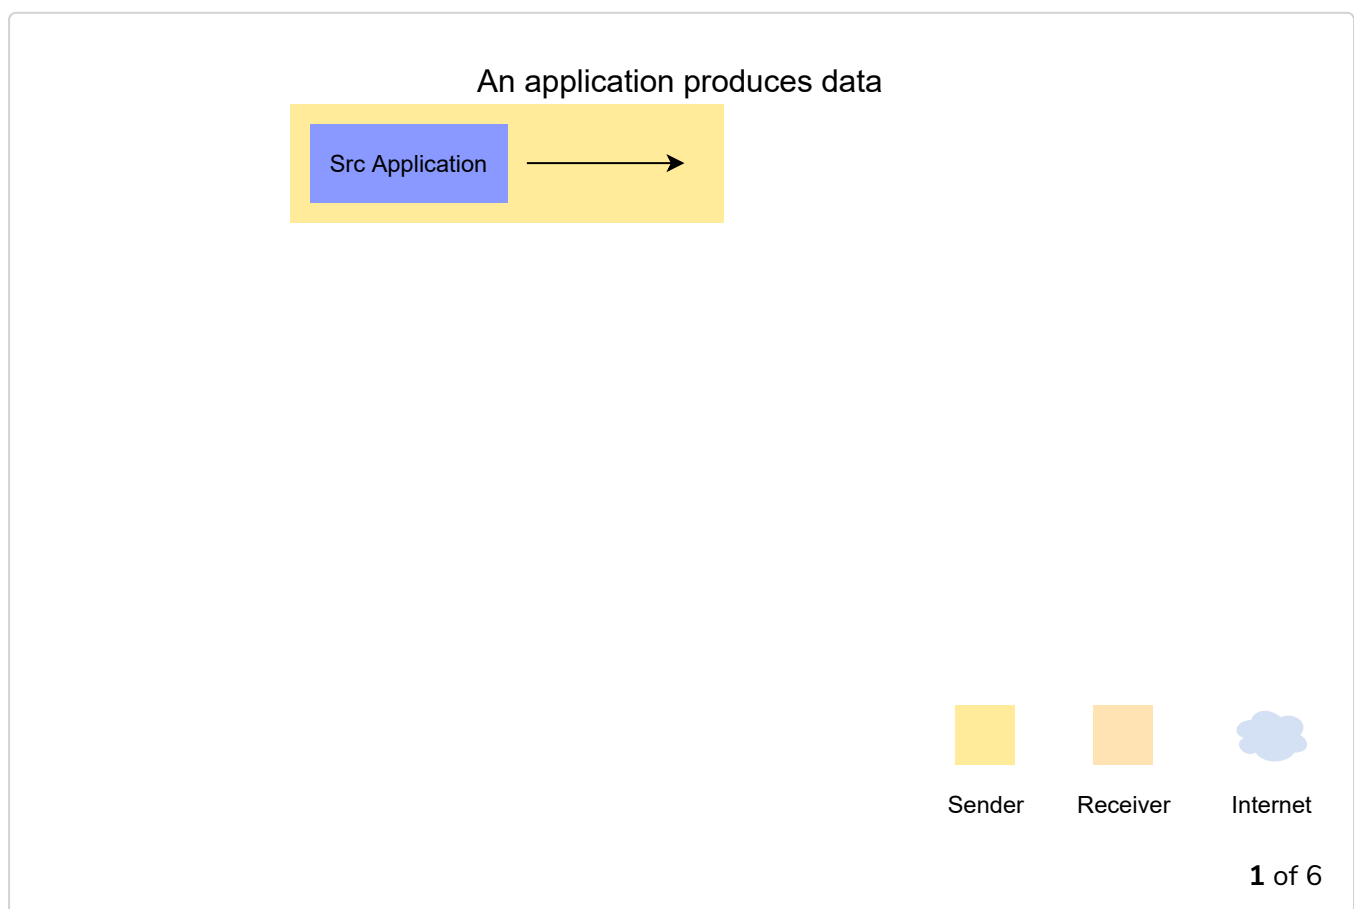 An application produces data
Src Application
Sender
Receiver
Internet
1 of 6